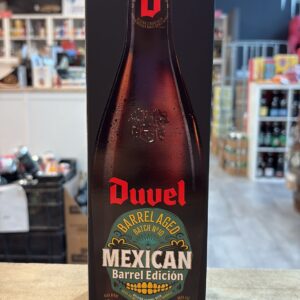 Duvel
BARREL AGED
BATCH Nº10
MEXICAN
Barrel Edición